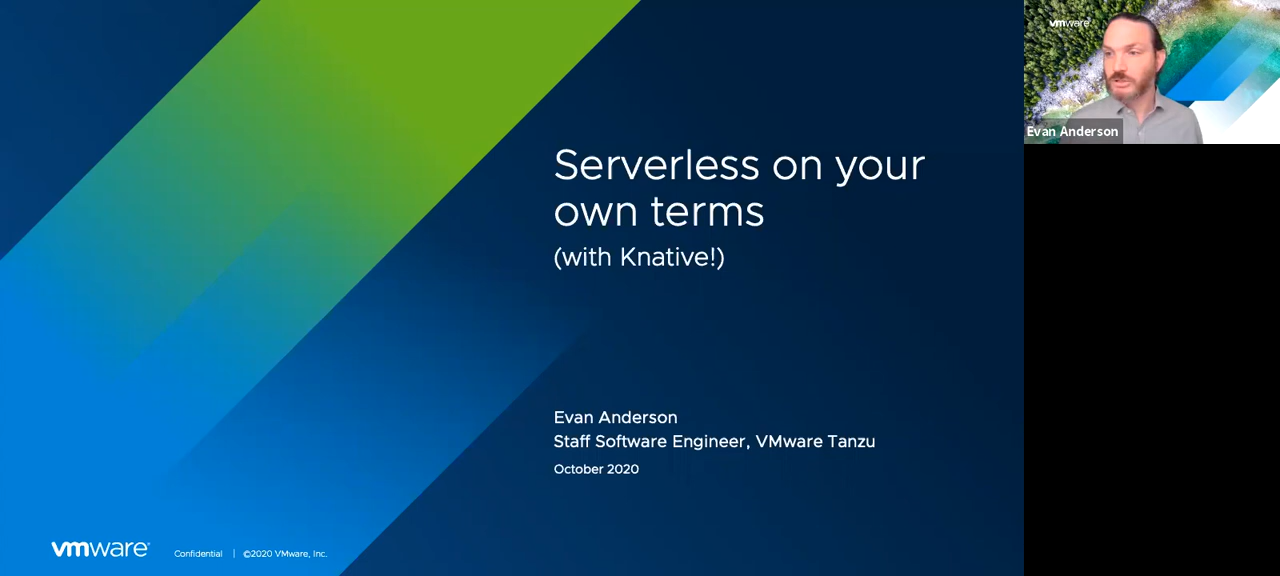 Serverless on your
own terms
(with Knative!)
Evan Anderson
Staff Software Engineer, VMware Tanzu
October 2020
vmware®
Confidential | ©2020 VMware, Inc.
vmware
Evan Anderson